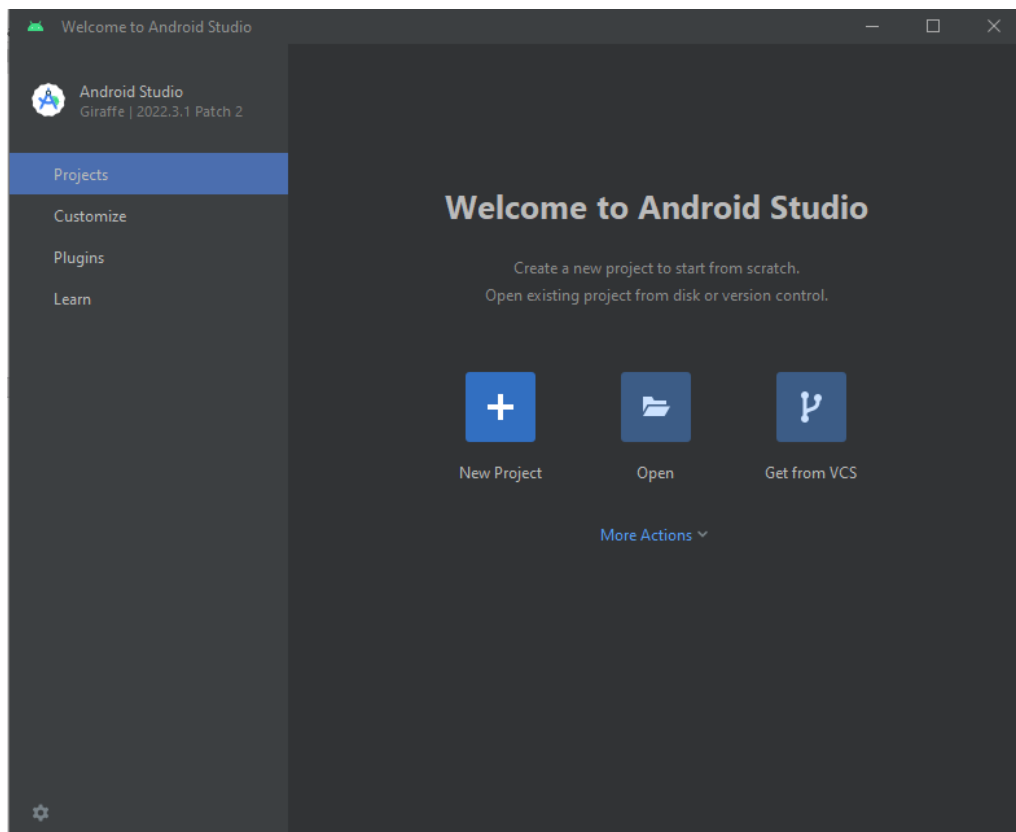 Welcome to Android Studio
Android Studio
Giraffe | 2022.3.1 Patch 2
Projects
Customize
Plugins
Learn
Welcome to Android Studio
Create a new project to start from scratch.
Open existing project from disk or version control.
New Project
Open
Get from VCS
More Actions